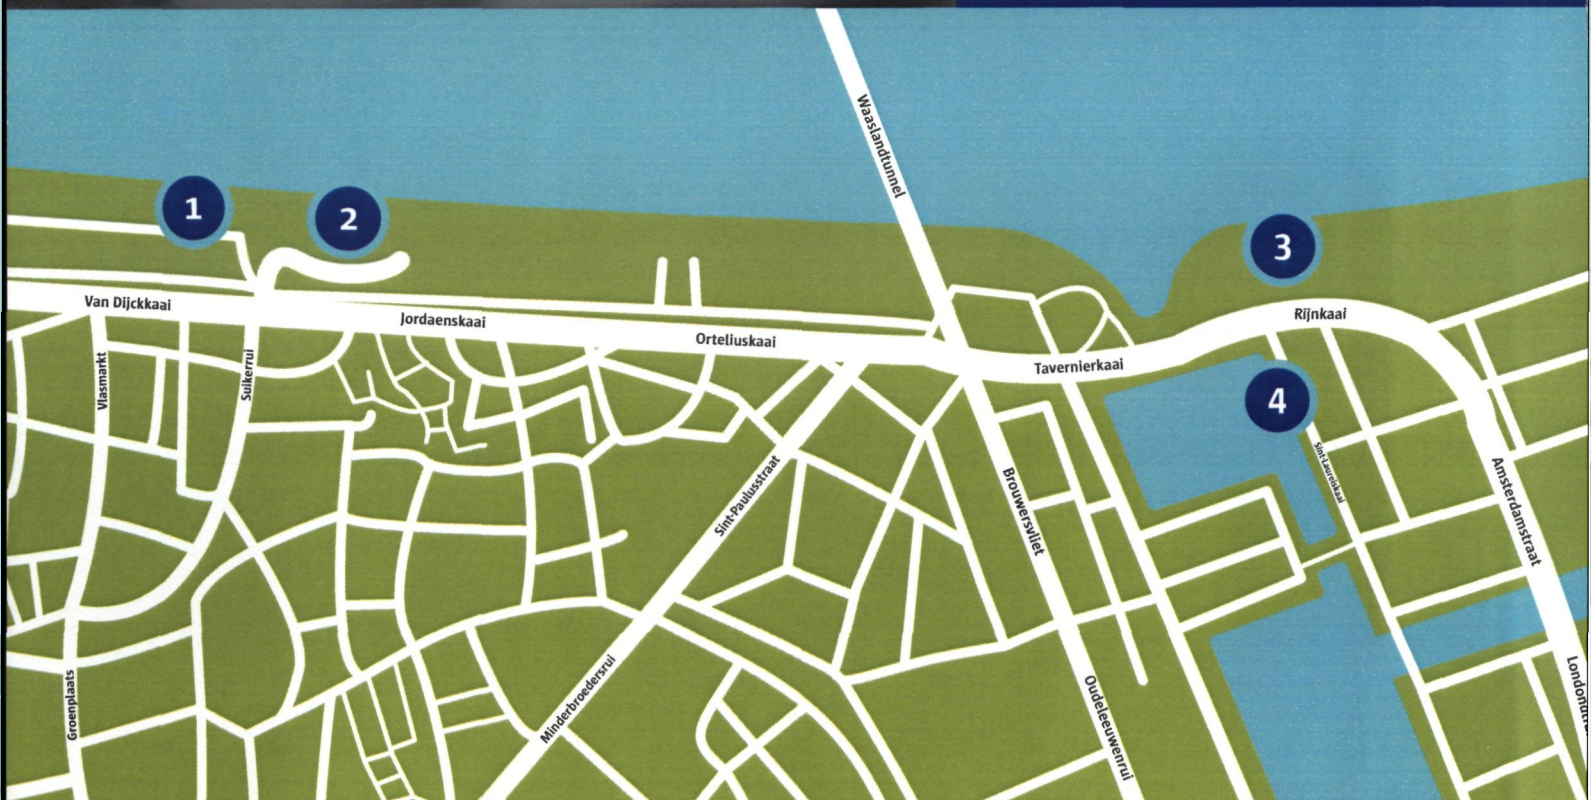 Waaslandtunnel
1
2
3
Van Dijckkaai
Jordaenskaai
Orteliuskaai
Tavernierkaai
Rijnkaai
4
Vlasmarkt
Suikerrui
Sint-Paulusstraat
Brouwersvliet
Sint-Laureiskaai
Amsterdamstraat
Groenplaats
Minderbroedersrui
Oudeleeuwenrui